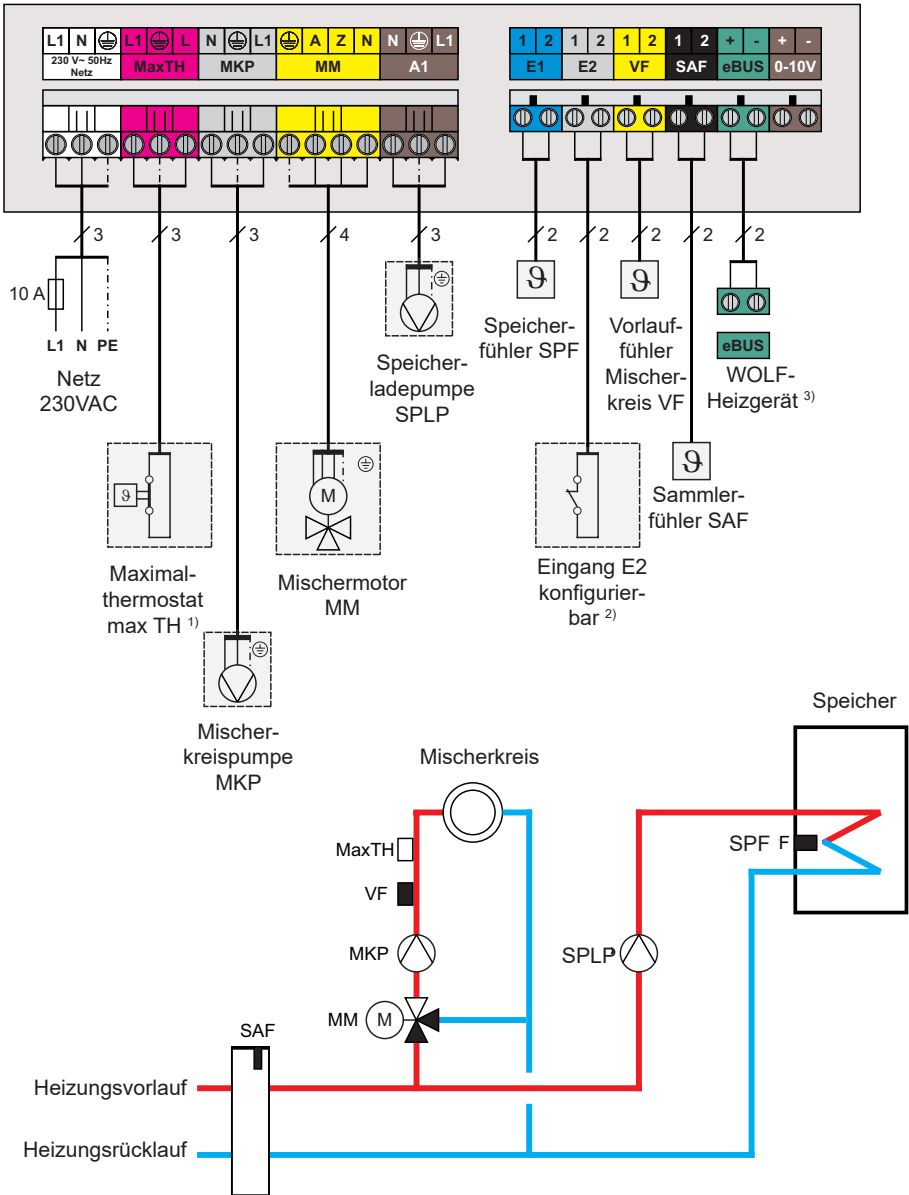 L1 N L1 L N L1 A Z N N L1 1 2 1 2 1 2 1 2 + - + -
230 V~ 50Hz
Netz
MaxTH MKP MM A1 E1 E2 VF SAF eBUS 0-10V
3 3 3 4 3 2 2 2 2 2
10 A
L1 N PE
Netz
230VAC
ϑ
Maximal-
thermostat
max TH 1)
Mischer-
kreispumpe
MKP
M
Mischermotor
MM
Speicher-
ladepumpe
SPLP
ϑ
Speicher-
fühler SPF
Eingang E2
konfigurier-
bar 2)
ϑ
Vorlauf-
fühler
Mischer-
kreis VF
ϑ
Sammler-
fühler SAF
eBUS
WOLF-
Heizgerät 3)
Speicher
Mischerkreis
MaxTH
SPF F
VF
MKP
SPLP
MM M
SAF
Heizungsvorlauf
Heizungsrücklauf